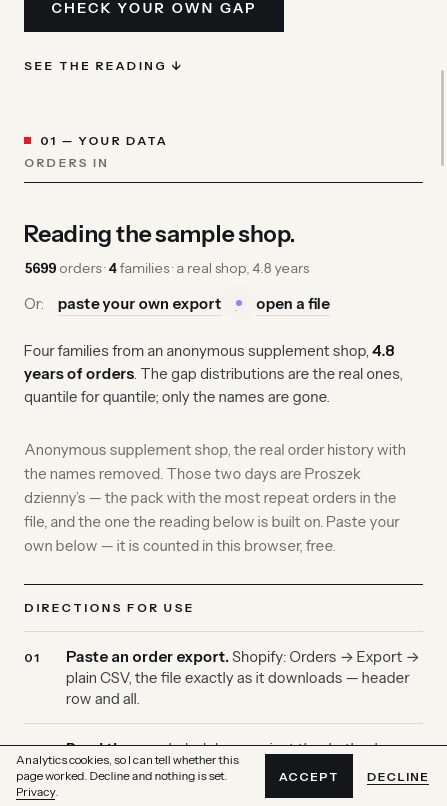 CHECK YOUR OWN GAP
SEE THE READING ↓
01 — YOUR DATA
ORDERS IN
Reading the sample shop.
5699 orders · 4 families · a real shop, 4.8 years
Or: paste your own export open a file
Four families from an anonymous supplement shop, 4.8
years of orders. The gap distributions are the real ones,
quantile for quantile; only the names are gone.
Anonymous supplement shop, the real order history with
the names removed. Those two days are Proszek
dzienny's — the pack with the most repeat orders in the
file, and the one the reading below is built on. Paste your
own below — it is counted in this browser, free.
DIRECTIONS FOR USE
01 Paste an order export. Shopify: Orders → Export →
plain CSV, the file exactly as it downloads — header
row and all.
Analytics cookies, so I can tell whether this
page worked. Decline and nothing is set.
Privacy.
ACCEPT
DECLINE